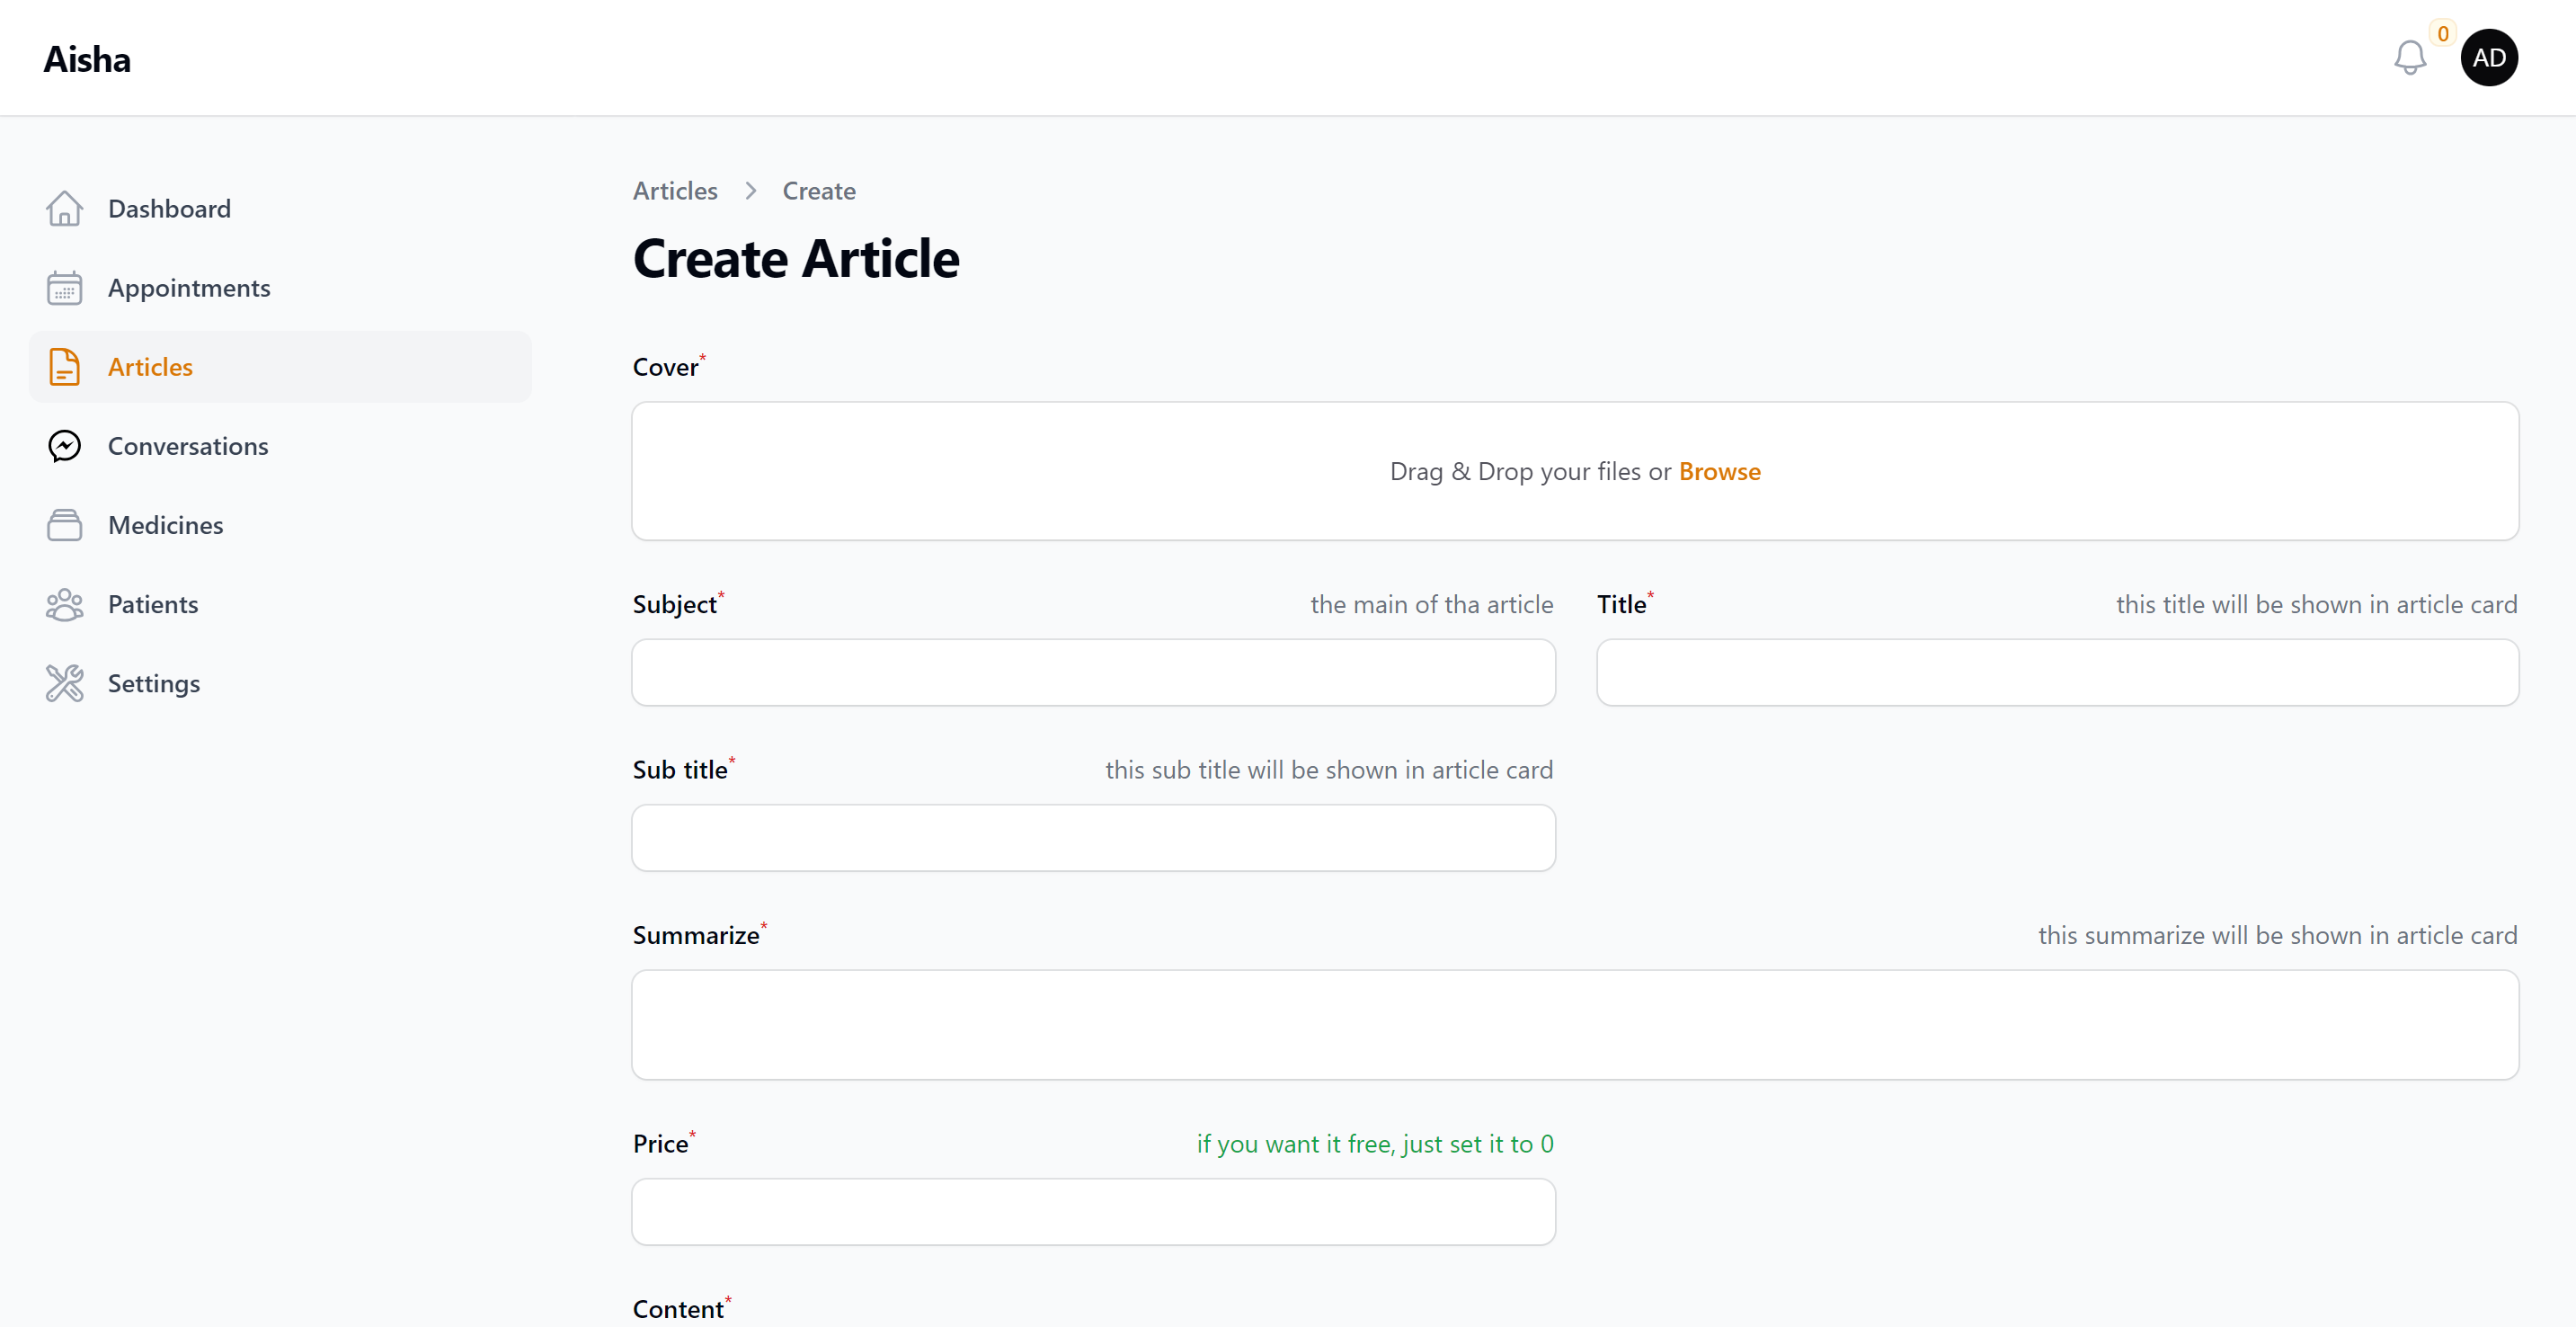 Aisha
0
AD
Dashboard
Appointments
Articles
Conversations
Medicines
Patients
Settings
Articles > Create
Create Article
Cover*
Drag & Drop your files or Browse
Subject* the main of tha article
Title* this title will be shown in article card
Sub title* this sub title will be shown in article card
Summarize* this summarize will be shown in article card
Price* if you want it free, just set it to 0
Content*